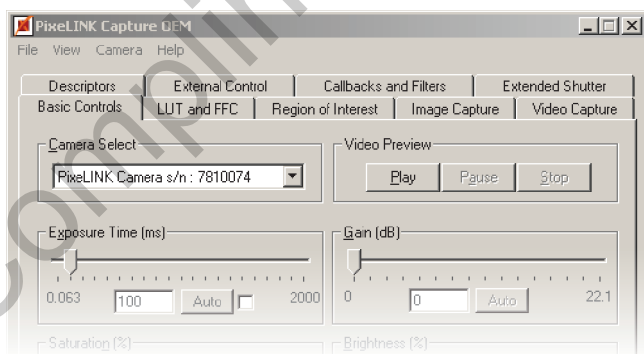 PixeLINK Capture OEM
File View Camera Help
Descriptors External Control Callbacks and Filters Extended Shutter
Basic Controls LUT and FFC Region of Interest Image Capture Video Capture
Camera Select
PixeLINK Camera s/n : 7810074
Video Preview
Play Pause Stop
Exposure Time (ms)
0.063 100 Auto 2000
Gain (dB)
0 0 Auto 22.1
Saturation (%)
Brightness (%)